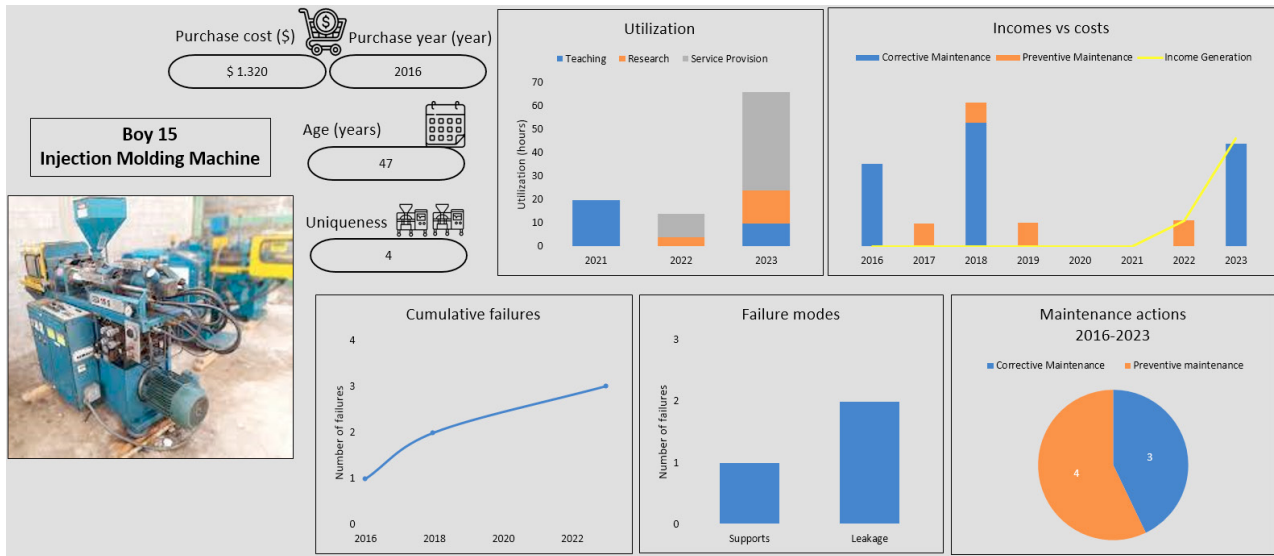 Purchase cost ($)
Purchase year (year)
$ 1.320
2016
Boy 15
Injection Molding Machine
Age (years)
47
Uniqueness
4
Utilization
Teaching
Research
Service Provision
Utilization (hours)
70
60
50
40
30
20
10
0
2021
2022
2023
Incomes vs costs
Corrective Maintenance
Preventive Maintenance
Income Generation
2016
2017
2018
2019
2020
2021
2022
2023
Cumulative failures
Number of failures
4
3
2
1
0
2016
2018
2020
2022
Failure modes
Number of failures
3
2
1
0
Supports
Leakage
Maintenance actions
2016-2023
Corrective Maintenance
Preventive maintenance
3
4